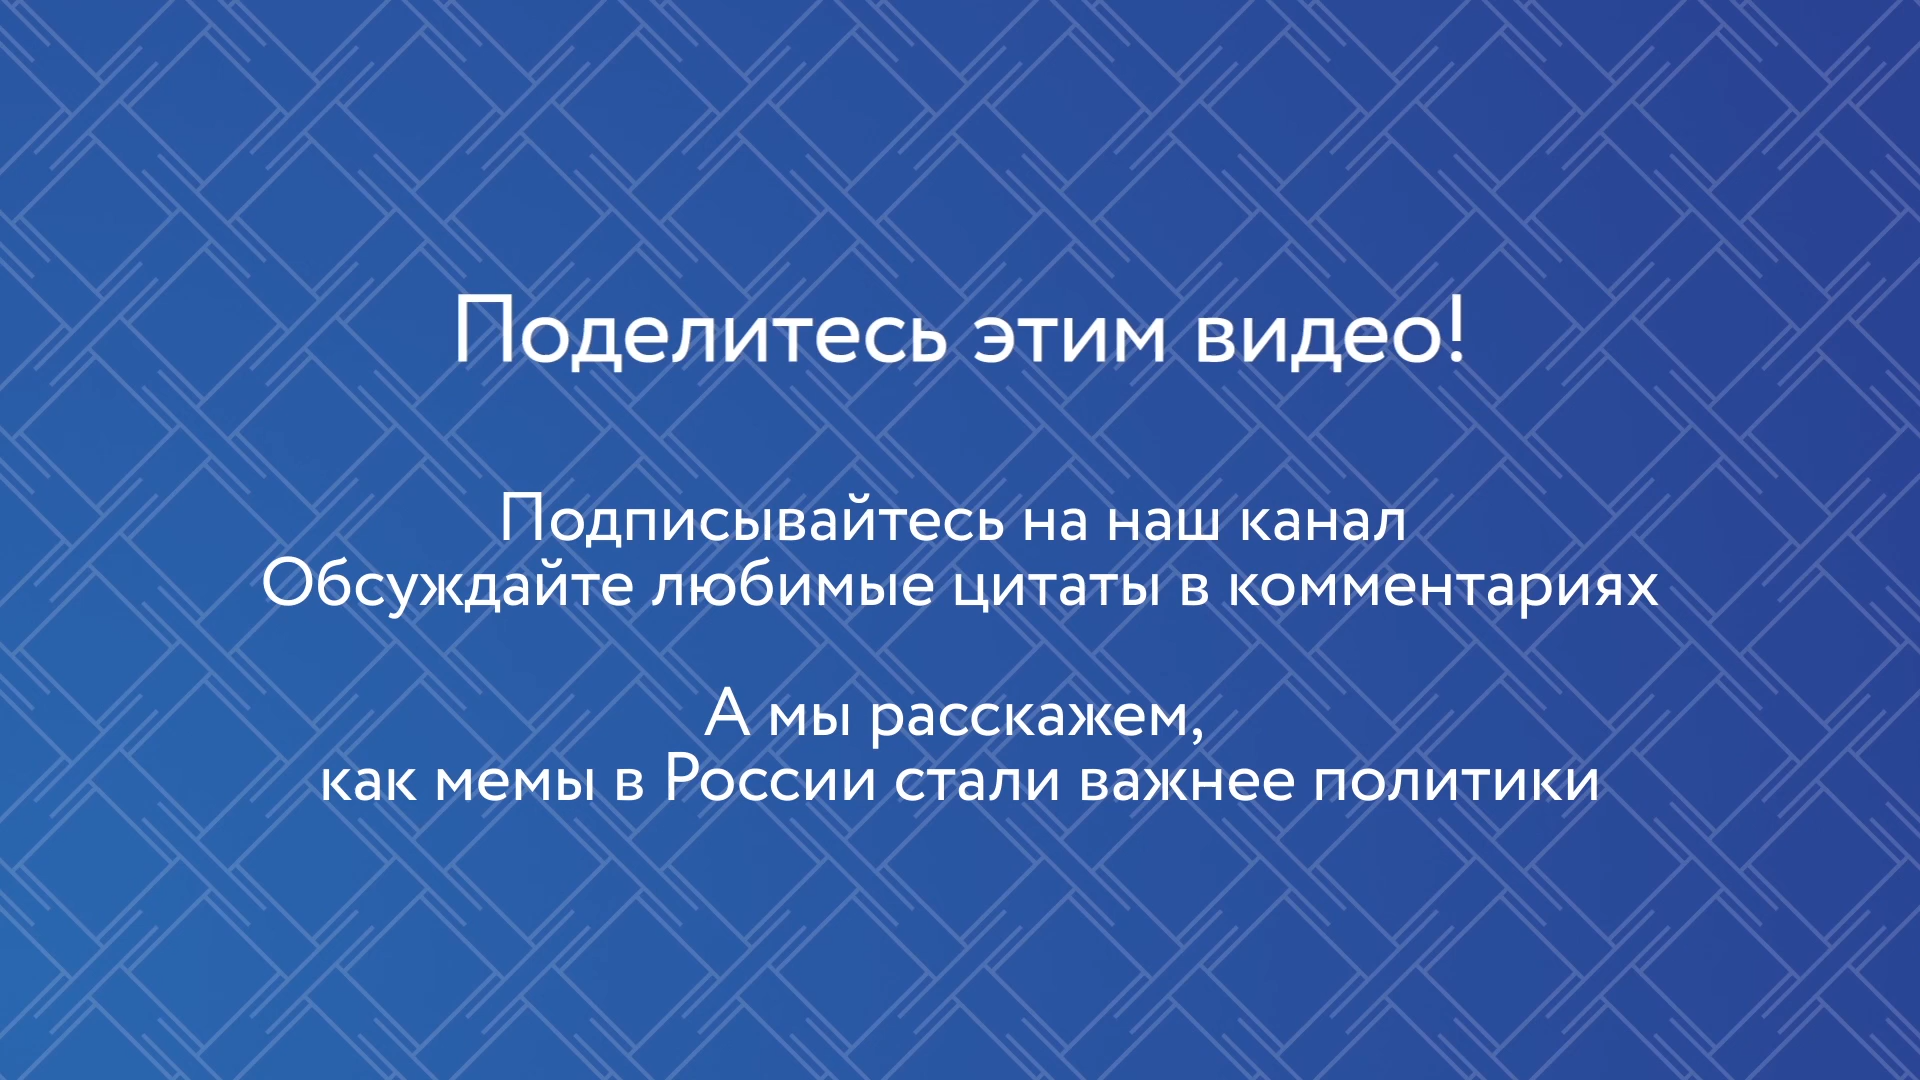 Поделитесь этим видео!
Подписывайтесь на наш канал
Обсуждайте любимые цитаты в комментариях
А мы расскажем,
как мемы в России стали важнее политики